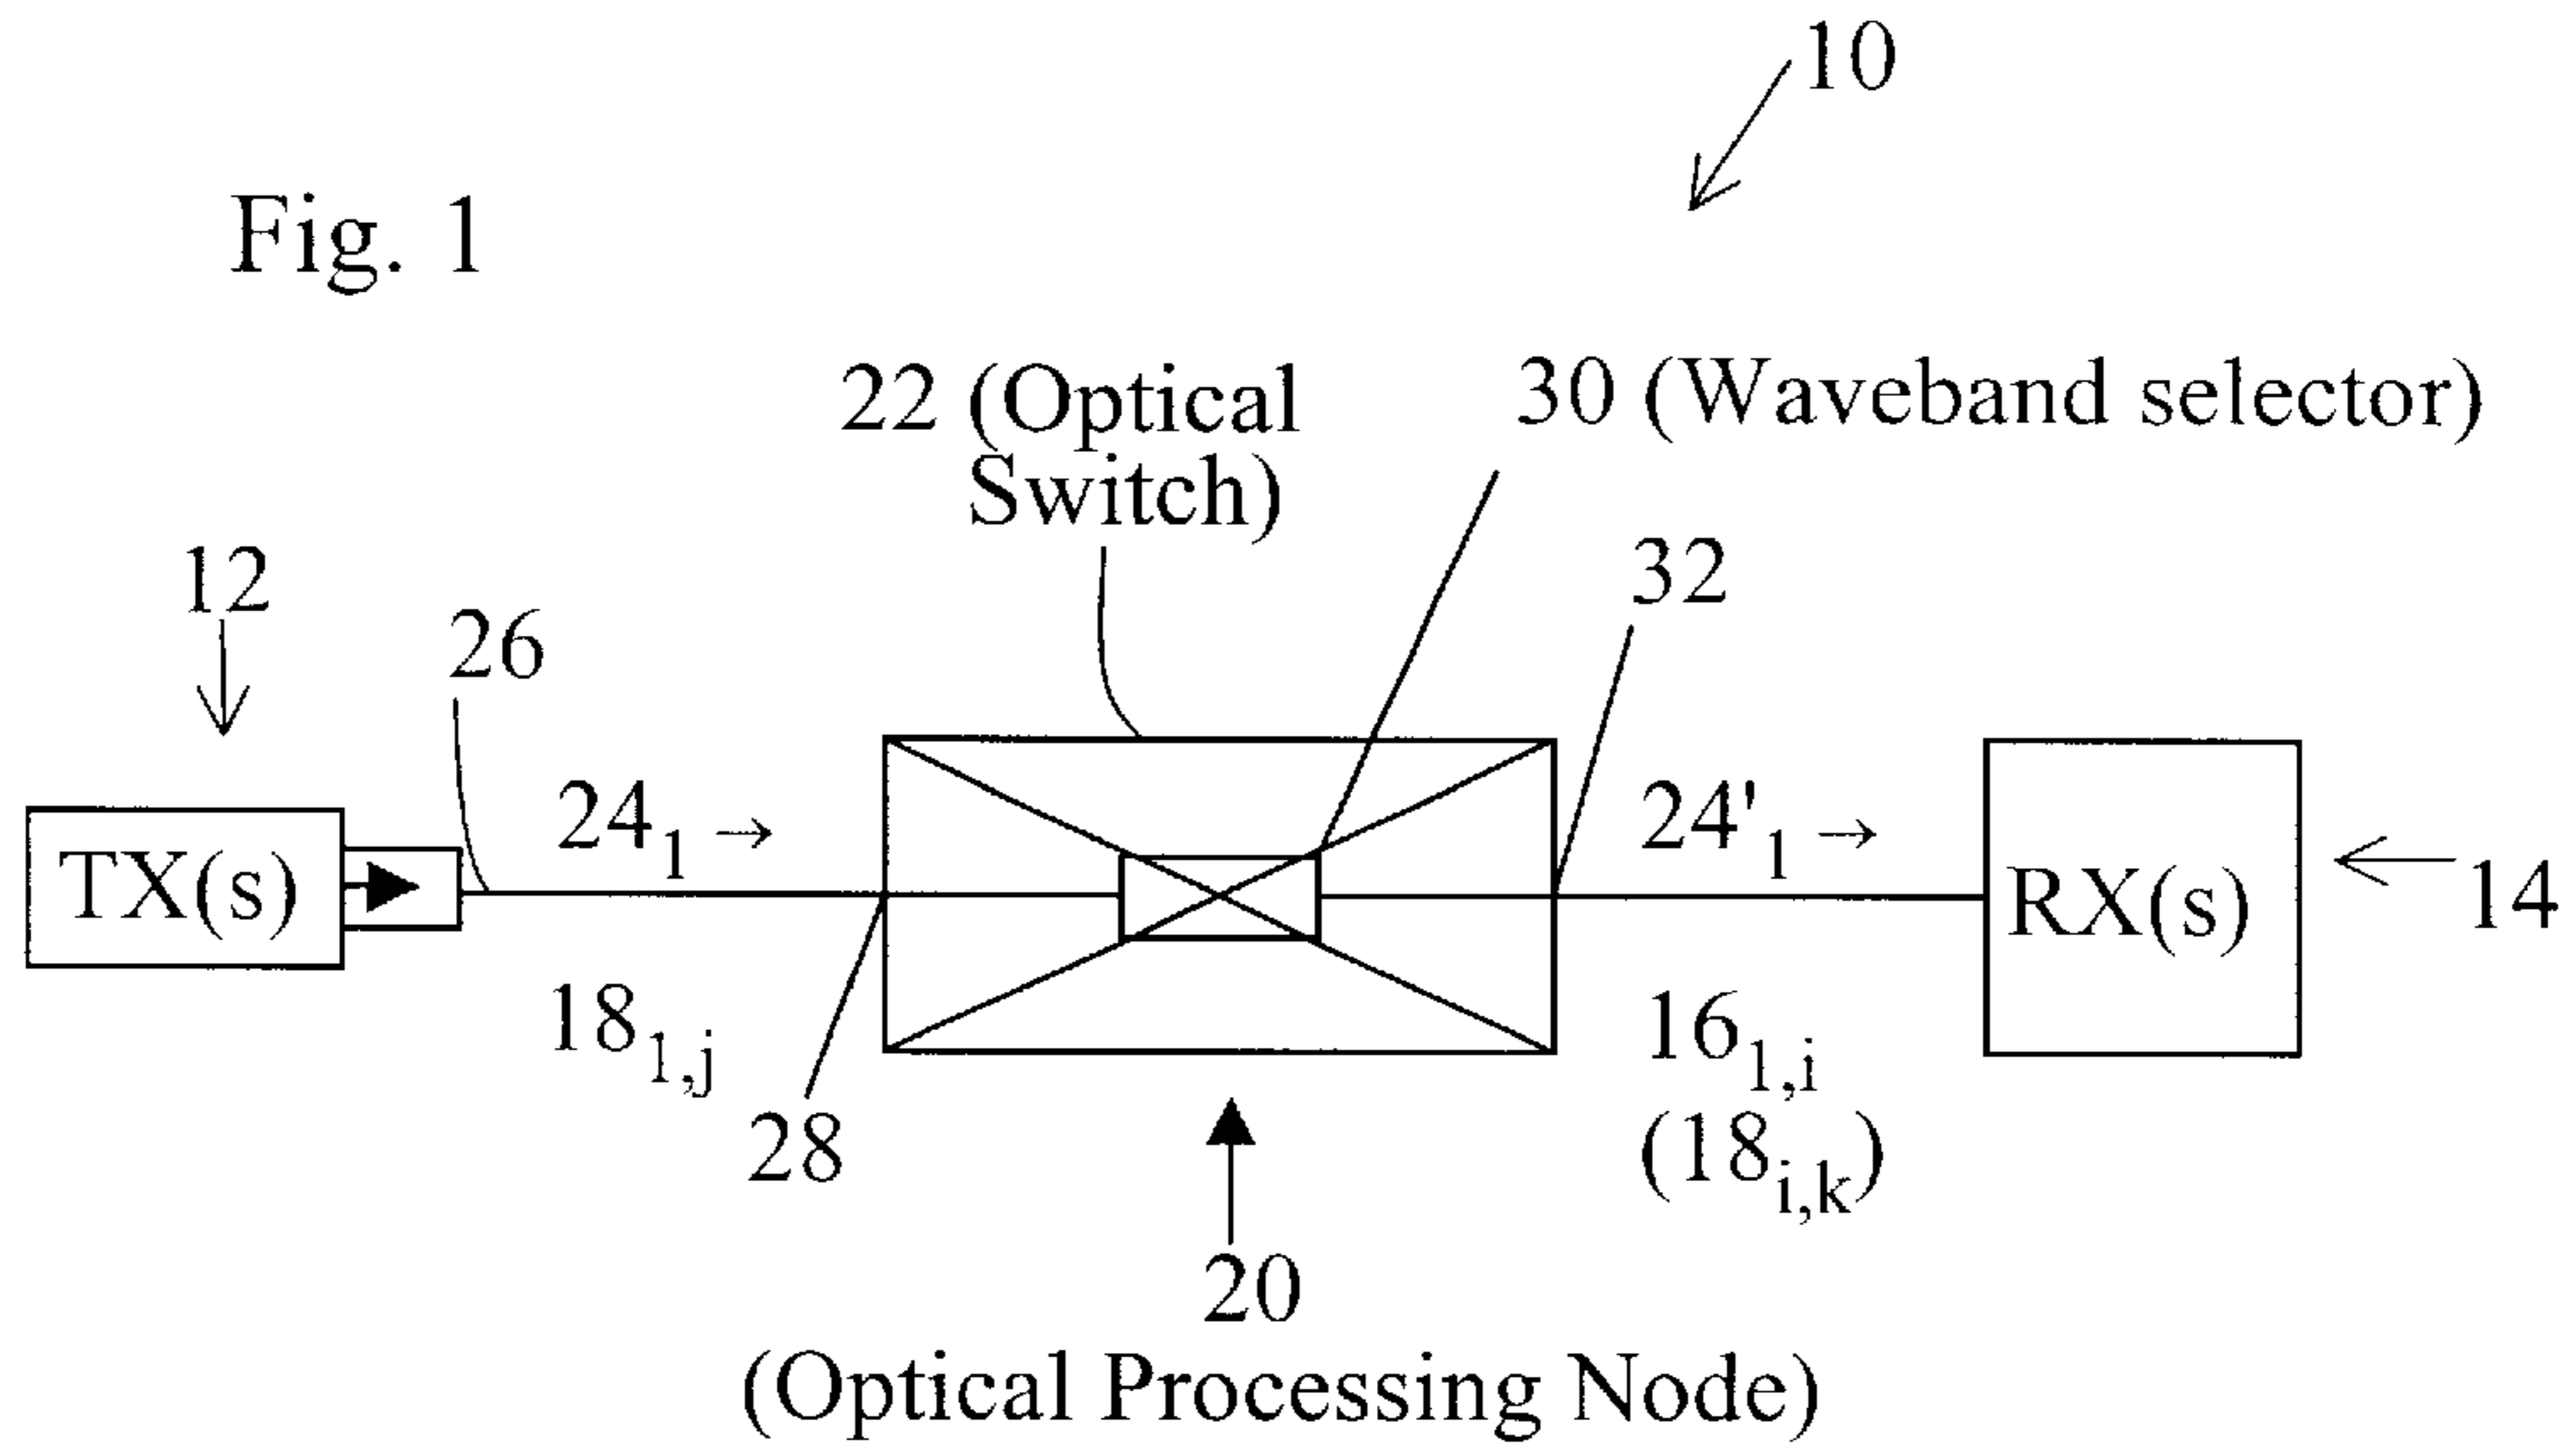 10
Fig. 1
22 (Optical
Switch)
30 (Waveband selector)
12
26
32
24₁ →
24'₁ →
TX(s)
RX(s)
14
18₁,ⱼ
28
16₁,ᵢ
(18ᵢ,ₖ)
20
(Optical Processing Node)